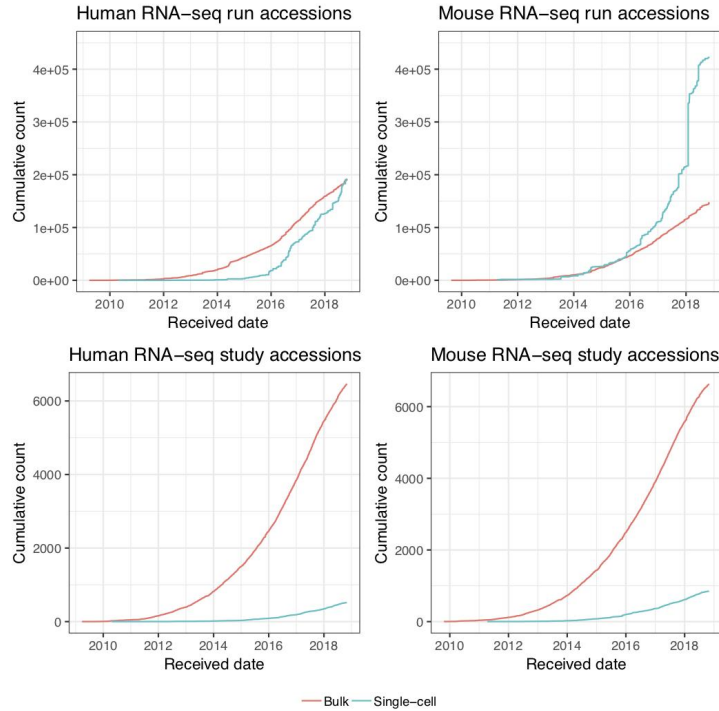 Human RNA−seq run accessions
Cumulative count
4e+05
3e+05
2e+05
1e+05
0e+00
2010 2012 2014 2016 2018
Received date
Mouse RNA−seq run accessions
Cumulative count
4e+05
3e+05
2e+05
1e+05
0e+00
2010 2012 2014 2016 2018
Received date
Human RNA−seq study accessions
Cumulative count
6000
4000
2000
0
2010 2012 2014 2016 2018
Received date
Mouse RNA−seq study accessions
Cumulative count
6000
4000
2000
0
2010 2012 2014 2016 2018
Received date
Bulk Single−cell